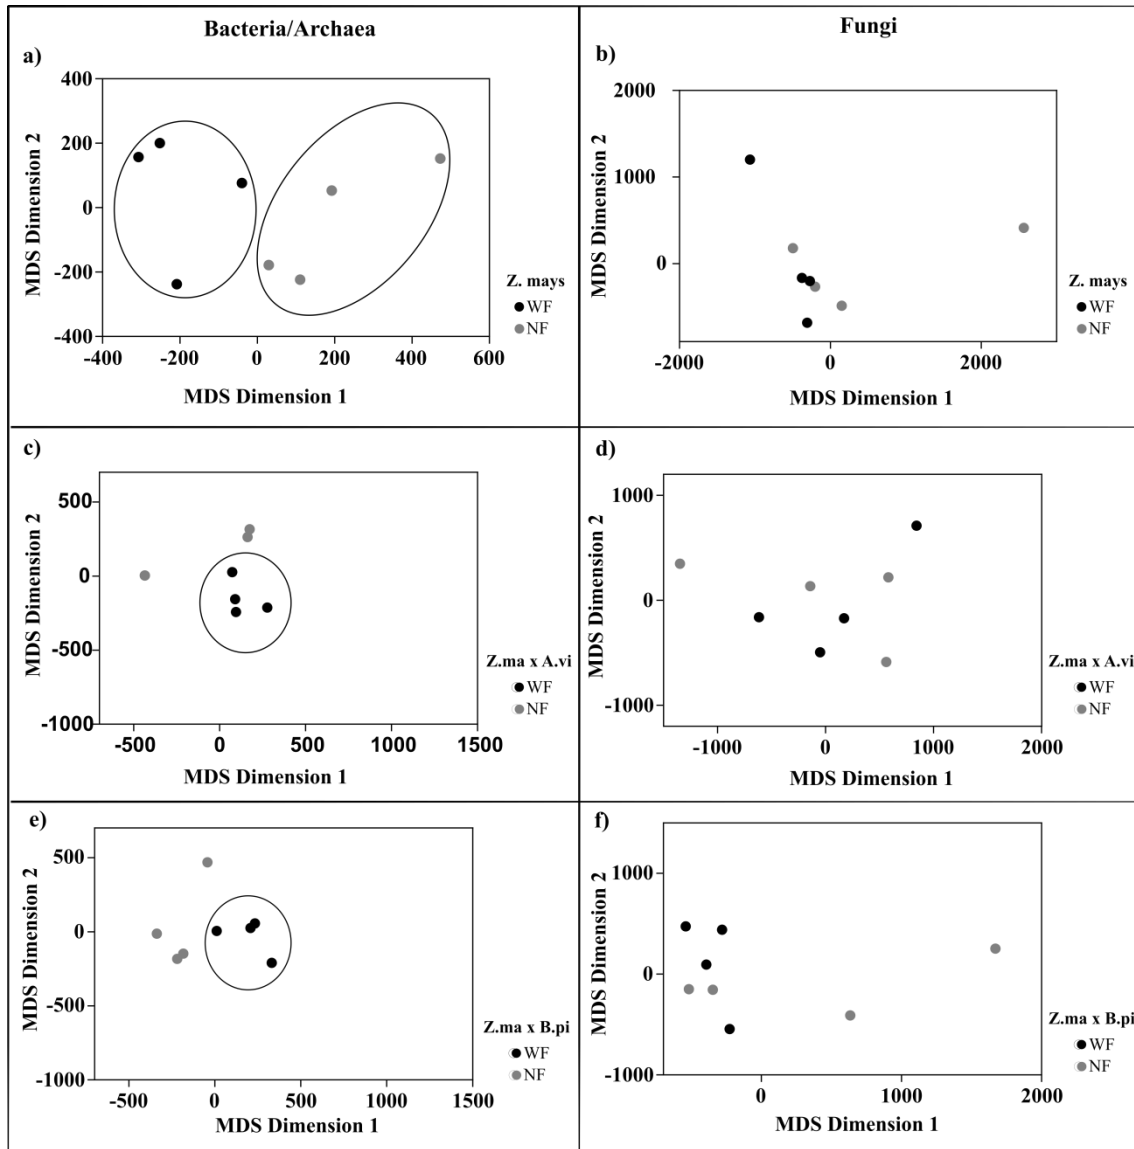 Bacteria/Archaea
Fungi
a)
400
200
0
-200
-400
-400 -200 0 200 400 600
MDS Dimension 2
MDS Dimension 1
Z. mays
WF
NF
b)
2000
1000
0
-2000 0 2000
MDS Dimension 2
MDS Dimension 1
Z. mays
WF
NF
c)
500
0
-500
-1000
-500 0 500 1000 1500
MDS Dimension 2
MDS Dimension 1
Z.ma x A.vi
WF
NF
d)
1000
0
-1000
-1000 0 1000 2000
MDS Dimension 2
MDS Dimension 1
Z.ma x A.vi
WF
NF
e)
500
0
-500
-1000
-500 0 500 1000 1500
MDS Dimension 2
MDS Dimension 1
Z.ma x B.pi
WF
NF
f)
1000
0
-1000
0 1000 2000
MDS Dimension 2
MDS Dimension 1
Z.ma x B.pi
WF
NF